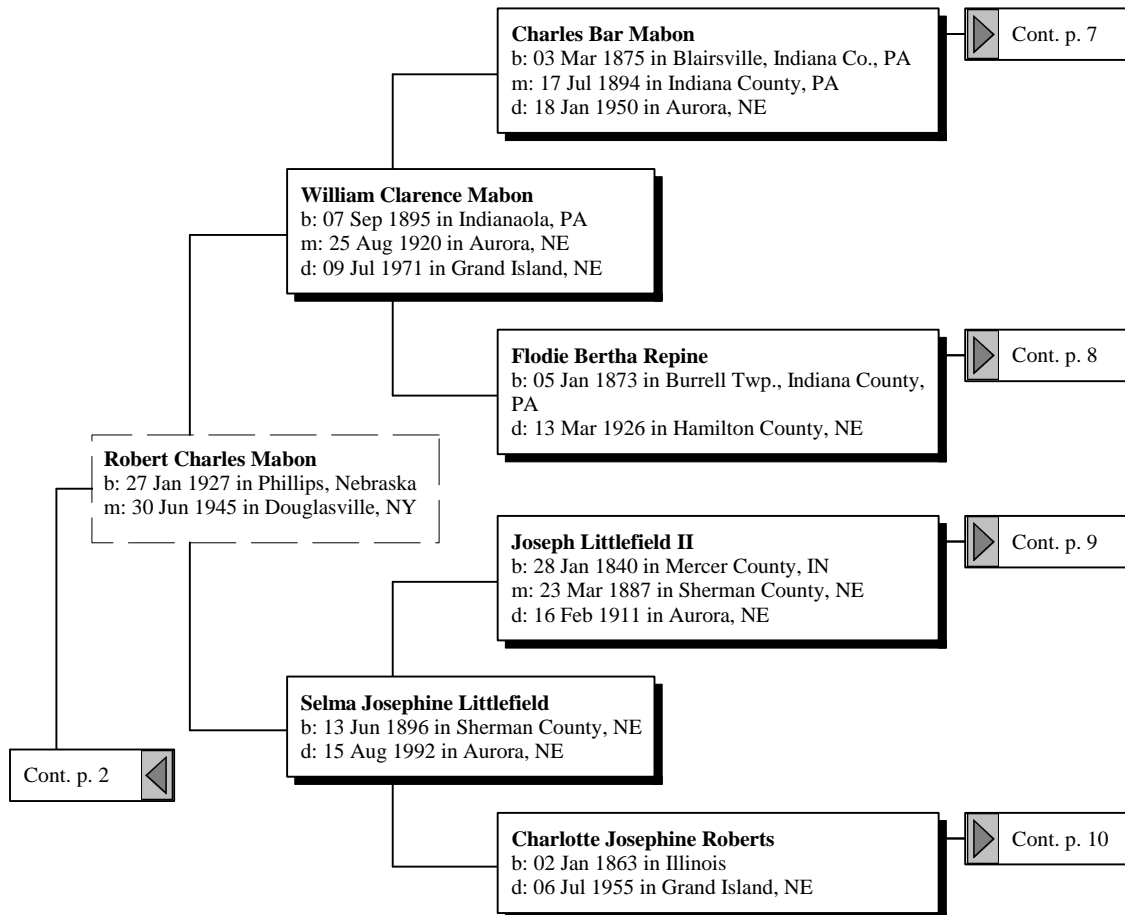 Charles Bar Mabon
b: 03 Mar 1875 in Blairsville, Indiana Co., PA
m: 17 Jul 1894 in Indiana County, PA
d: 18 Jan 1950 in Aurora, NE
Cont. p. 7
William Clarence Mabon
b: 07 Sep 1895 in Indianaola, PA
m: 25 Aug 1920 in Aurora, NE
d: 09 Jul 1971 in Grand Island, NE
Flodie Bertha Repine
b: 05 Jan 1873 in Burrell Twp., Indiana County,
PA
d: 13 Mar 1926 in Hamilton County, NE
Cont. p. 8
Robert Charles Mabon
b: 27 Jan 1927 in Phillips, Nebraska
m: 30 Jun 1945 in Douglasville, NY
Joseph Littlefield II
b: 28 Jan 1840 in Mercer County, IN
m: 23 Mar 1887 in Sherman County, NE
d: 16 Feb 1911 in Aurora, NE
Cont. p. 9
Selma Josephine Littlefield
b: 13 Jun 1896 in Sherman County, NE
d: 15 Aug 1992 in Aurora, NE
Cont. p. 2
Charlotte Josephine Roberts
b: 02 Jan 1863 in Illinois
d: 06 Jul 1955 in Grand Island, NE
Cont. p. 10